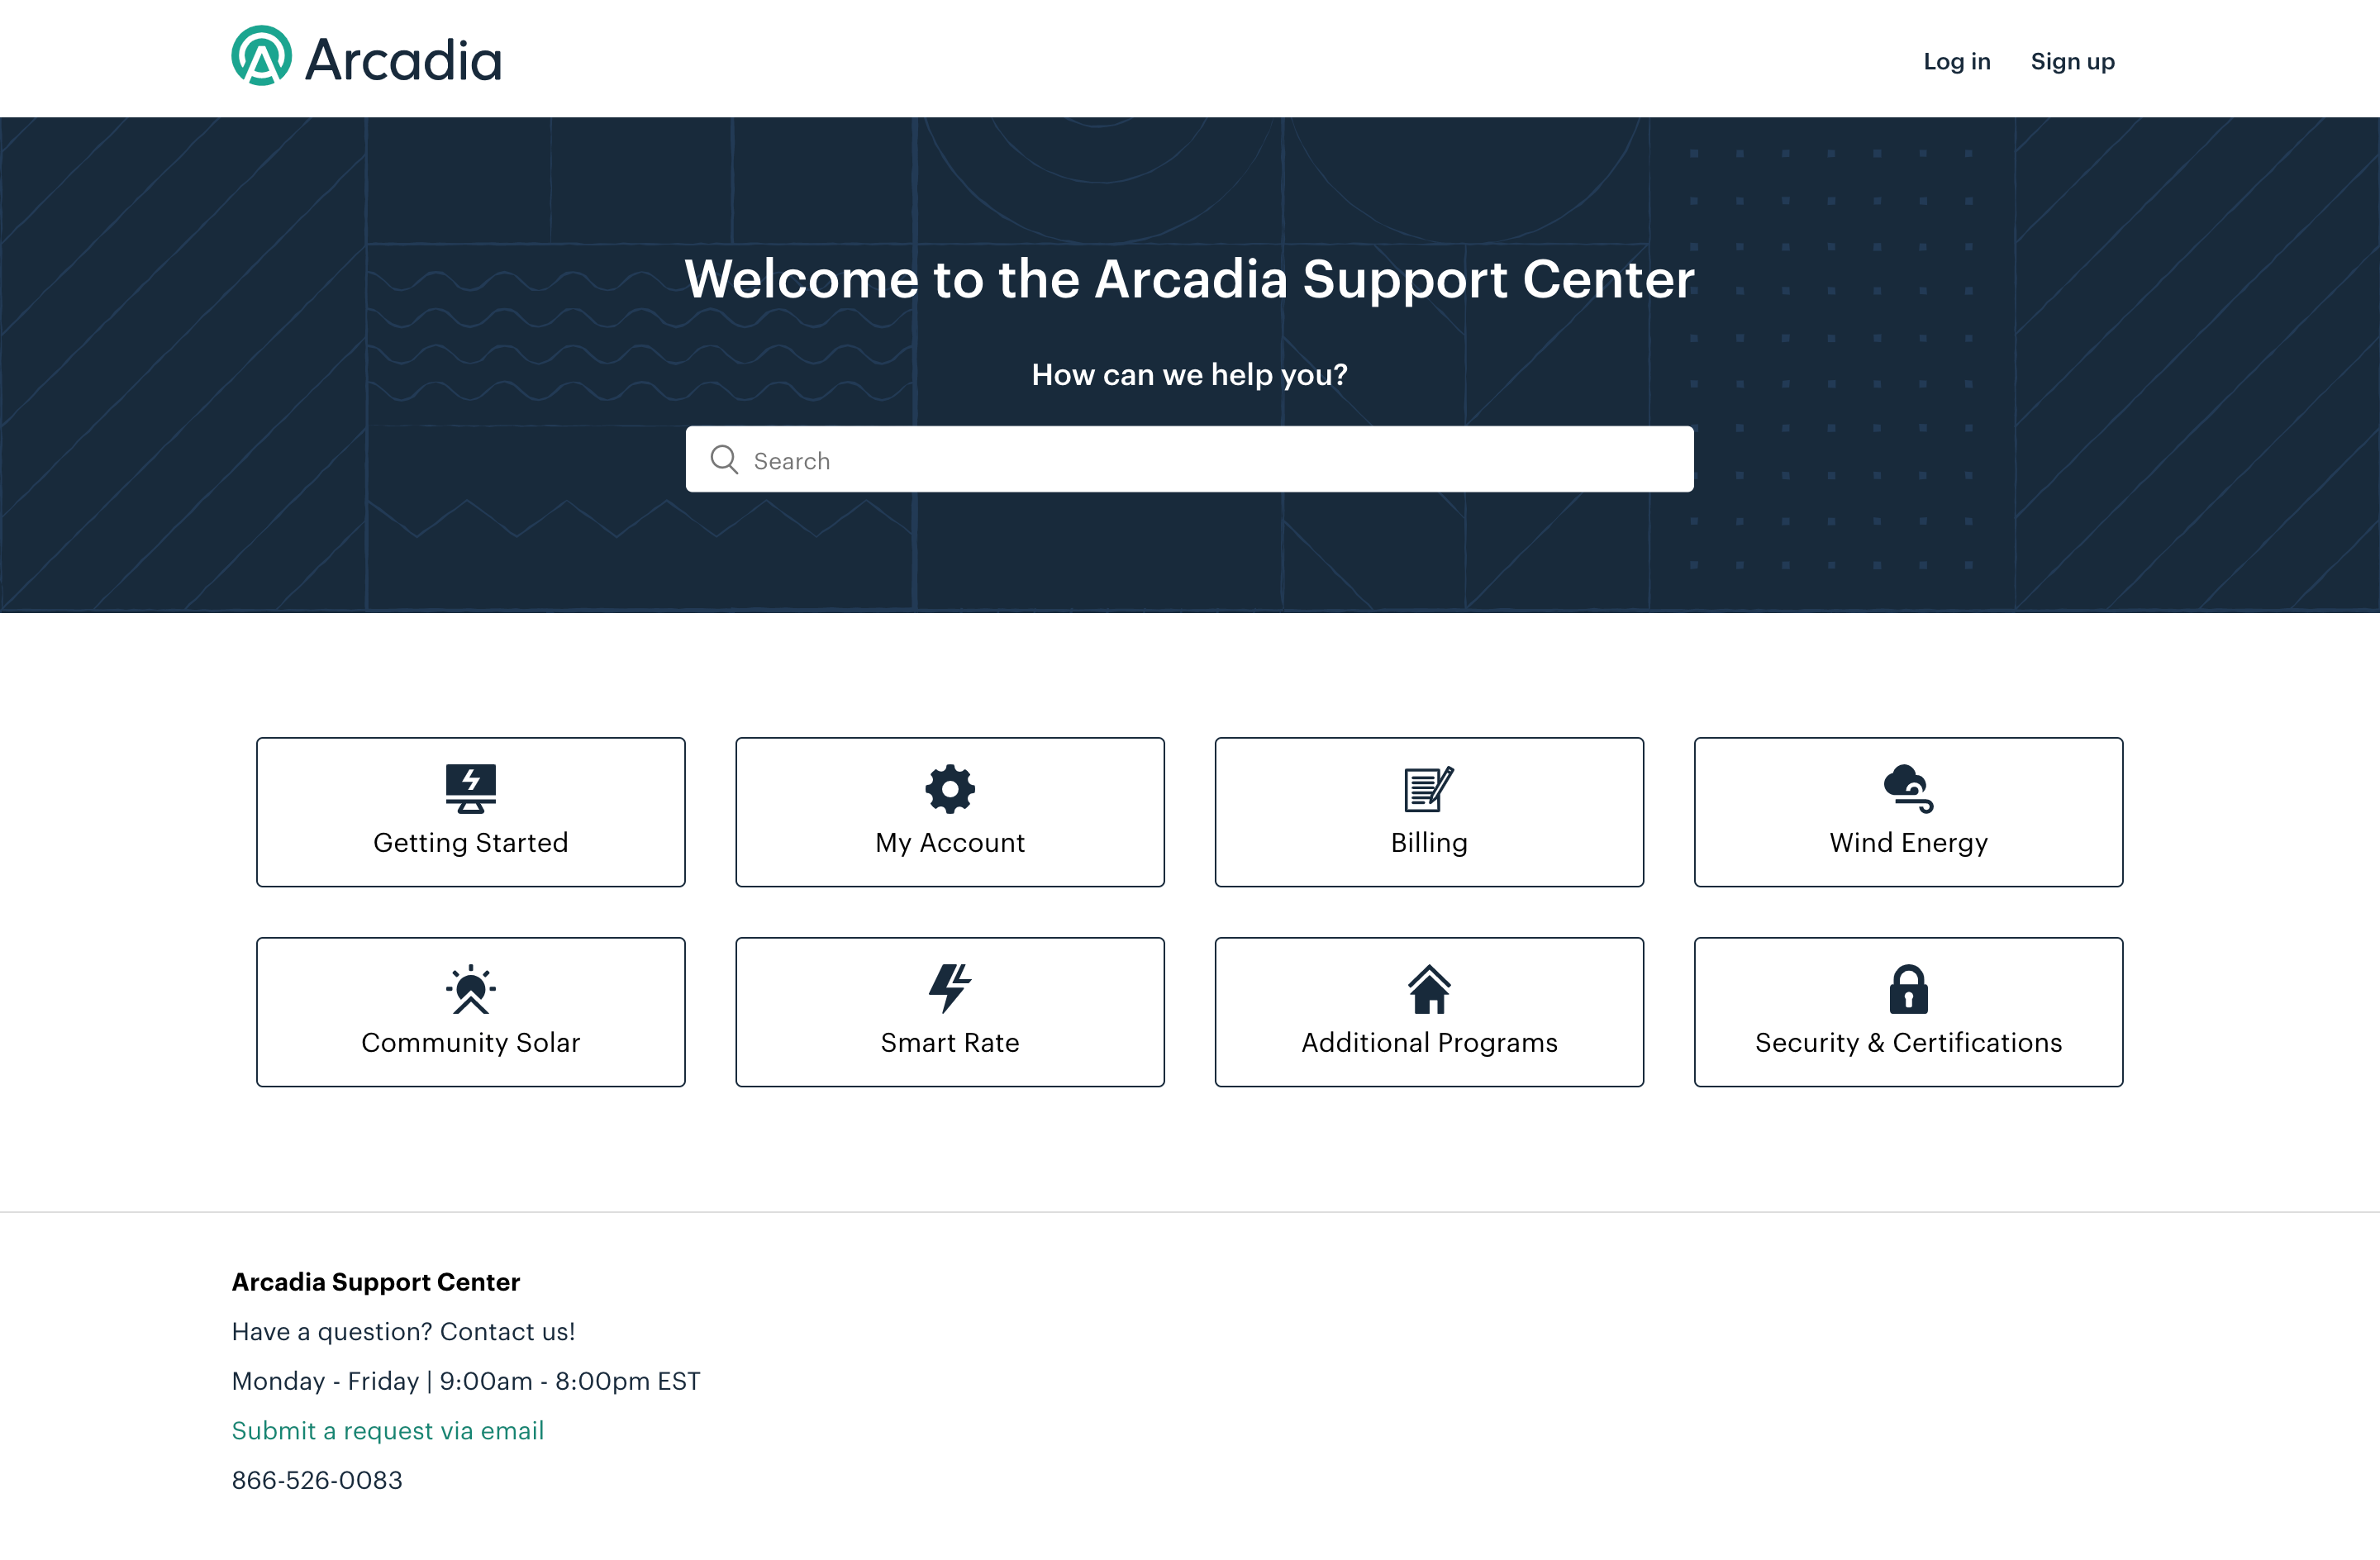 Arcadia
Log in
Sign up
Welcome to the Arcadia Support Center
How can we help you?
Search
Getting Started
My Account
Billing
Wind Energy
Community Solar
Smart Rate
Additional Programs
Security & Certifications
Arcadia Support Center
Have a question? Contact us!
Monday - Friday | 9:00am - 8:00pm EST
Submit a request via email
866-526-0083